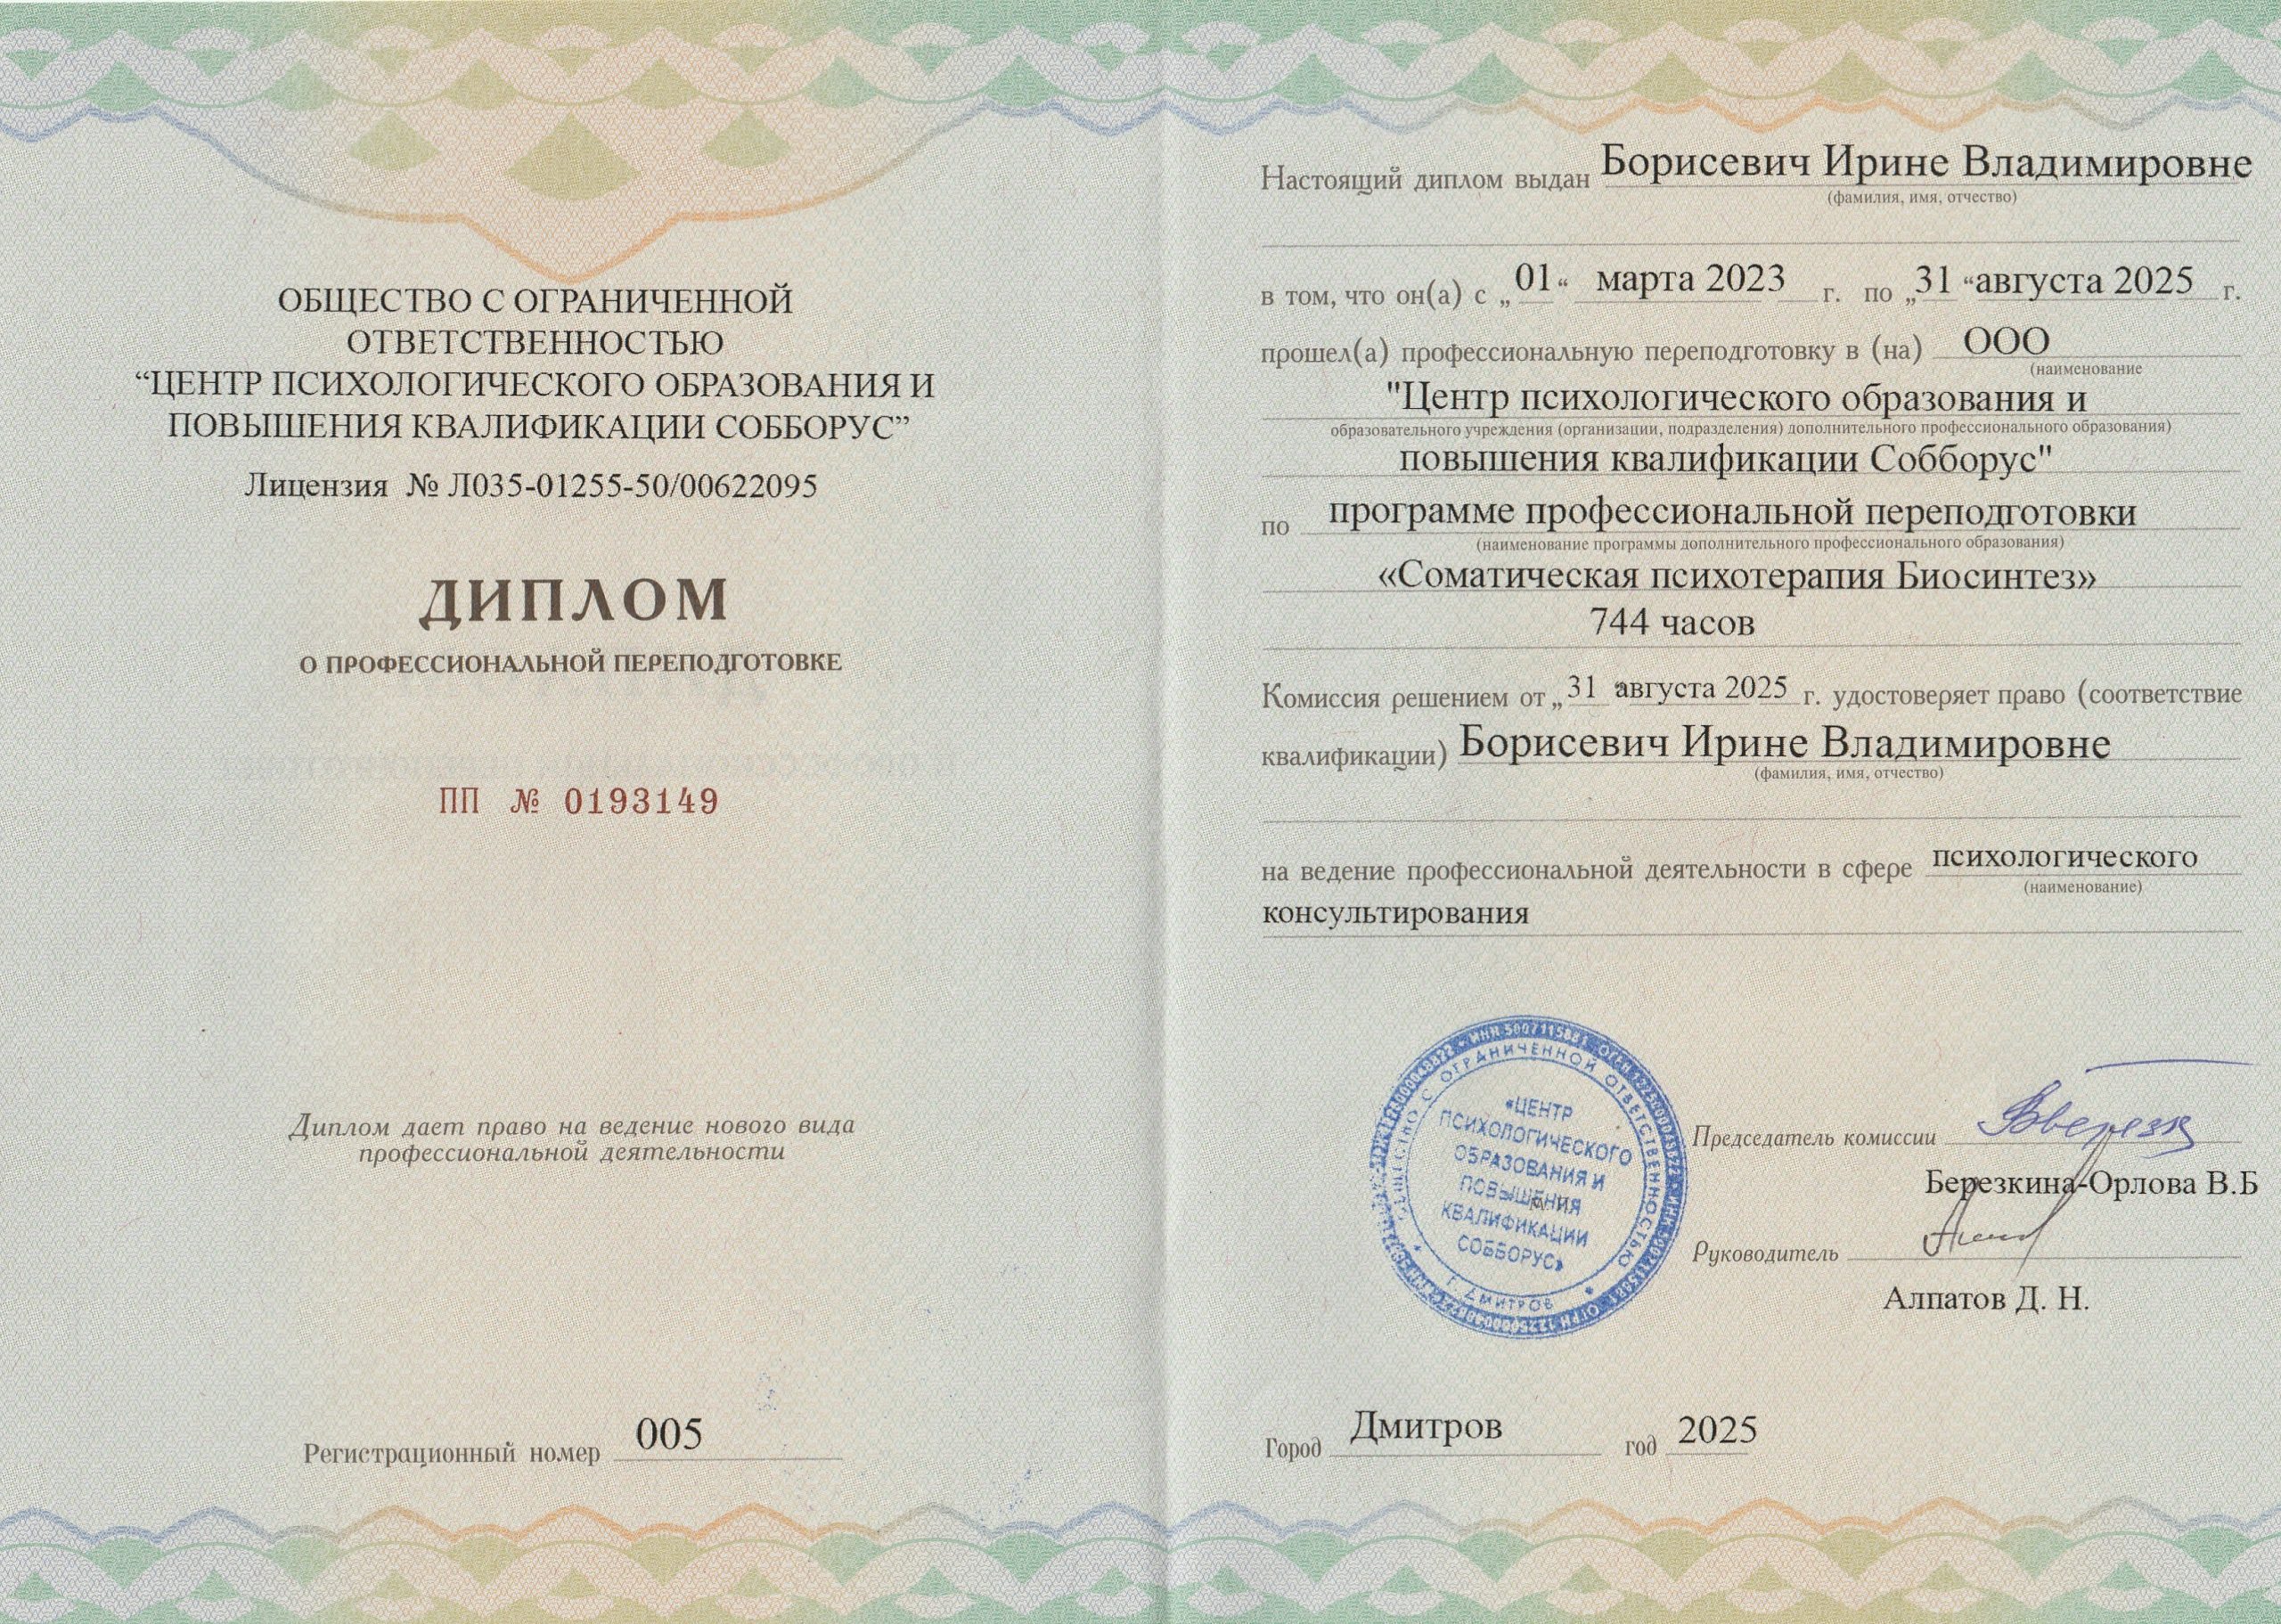 ОБЩЕСТВО С ОГРАНИЧЕННОЙ
ОТВЕТСТВЕННОСТЬЮ
“ЦЕНТР ПСИХОЛОГИЧЕСКОГО ОБРАЗОВАНИЯ И
ПОВЫШЕНИЯ КВАЛИФИКАЦИИ СОББОРУС”
Лицензия № Л035-01255-50/00622095
ДИПЛОМ
О ПРОФЕССИОНАЛЬНОЙ ПЕРЕПОДГОТОВКЕ
ПП № 0193149
Диплом дает право на ведение нового вида
профессиональной деятельности
Регистрационный номер 005
Настоящий диплом выдан Борисевич Ирине Владимировне
(фамилия, имя, отчество)
в том, что он(а) с „01“ марта 2023 г. по „31“ августа 2025 г.
прошел(а) профессиональную переподготовку в (на) ООО
(наименование
"Центр психологического образования и
образовательного учреждения (организации, подразделения) дополнительного профессионального образования)
повышения квалификации Собборус"
по программе профессиональной переподготовки
(наименование программы дополнительного профессионального образования)
«Соматическая психотерапия Биосинтез»
744 часов
Комиссия решением от „31“ августа 2025 г. удостоверяет право (соответствие
квалификации) Борисевич Ирине Владимировне
(фамилия, имя, отчество)
на ведение профессиональной деятельности в сфере психологического
(наименование)
консультирования
ОБЩЕСТВО С ОГРАНИЧЕННОЙ ОТВЕТСТВЕННОСТЬЮ
«ЦЕНТР
ПСИХОЛОГИЧЕСКОГО
ОБРАЗОВАНИЯ И
ПОВЫШЕНИЯ
КВАЛИФИКАЦИИ
СОББОРУС»
Г. ДМИТРОВ
Председатель комиссии
Березкина-Орлова В.Б
Руководитель
Алпатов Д. Н.
Город Дмитров год 2025